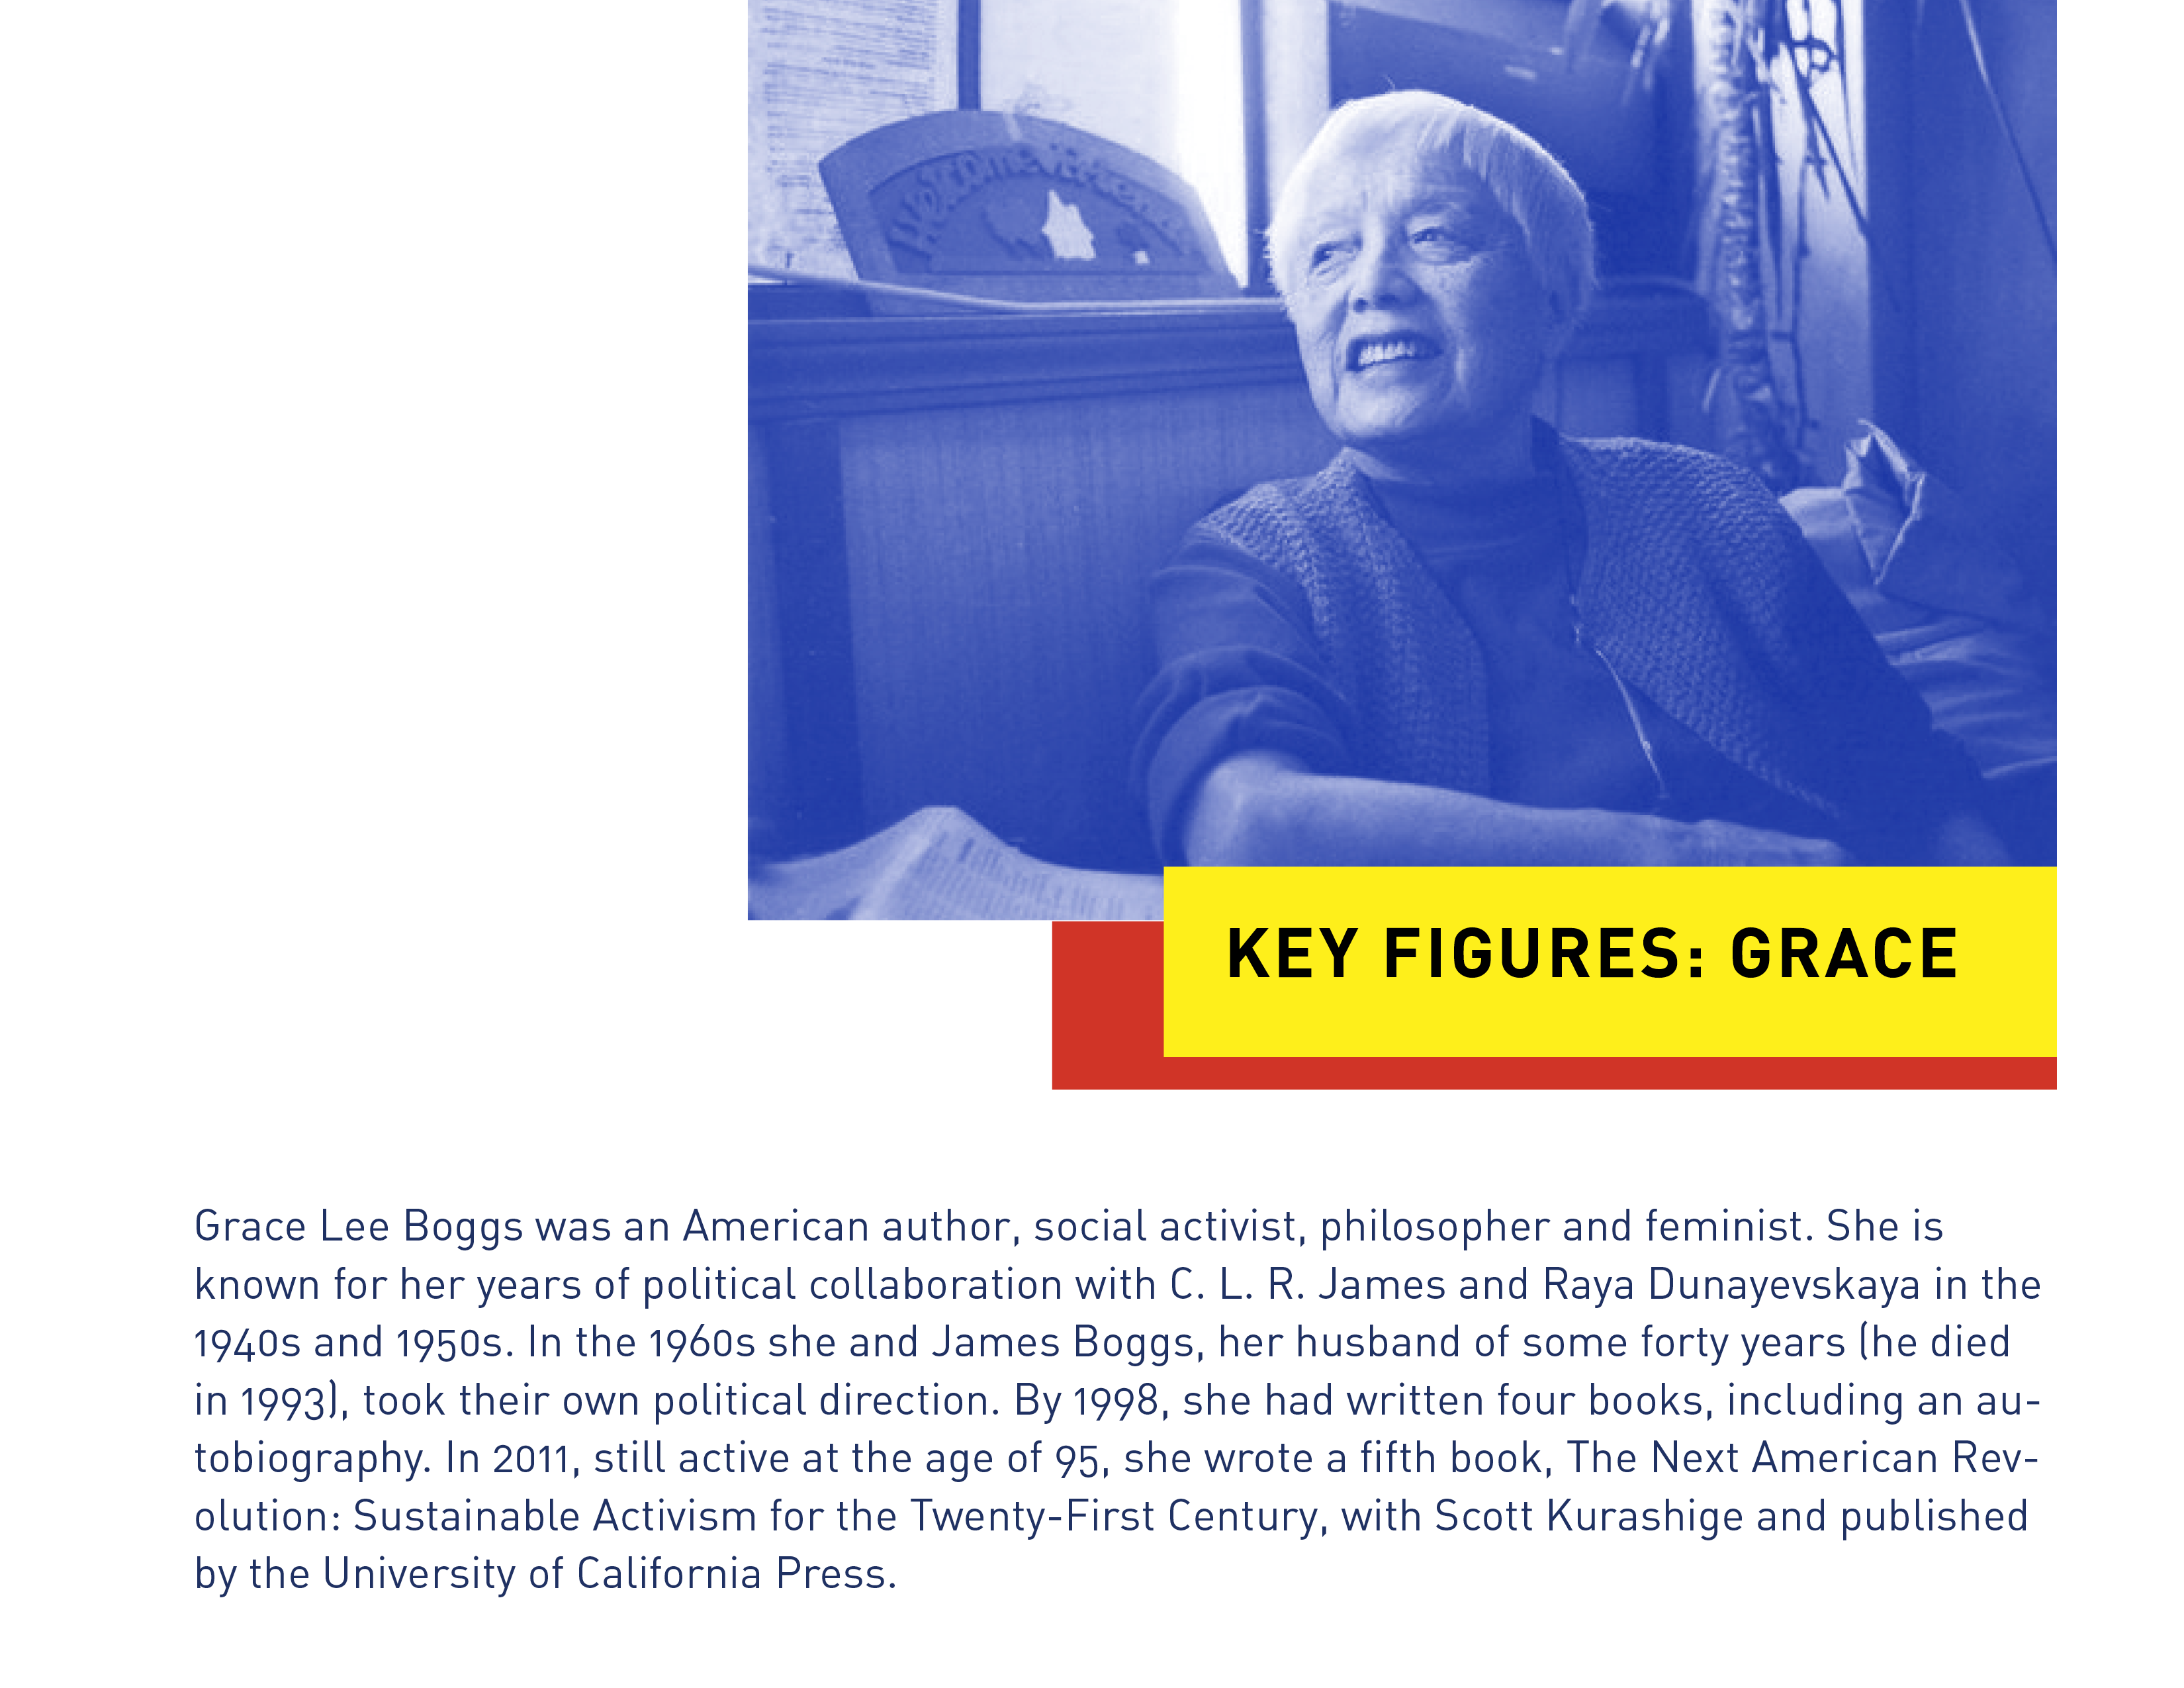 Welcome Friends
KEY FIGURES: GRACE
Grace Lee Boggs was an American author, social activist, philosopher and feminist. She is
known for her years of political collaboration with C. L. R. James and Raya Dunayevskaya in the
1940s and 1950s. In the 1960s she and James Boggs, her husband of some forty years (he died
in 1993), took their own political direction. By 1998, she had written four books, including an au-
tobiography. In 2011, still active at the age of 95, she wrote a fifth book, The Next American Rev-
olution: Sustainable Activism for the Twenty-First Century, with Scott Kurashige and published
by the University of California Press.